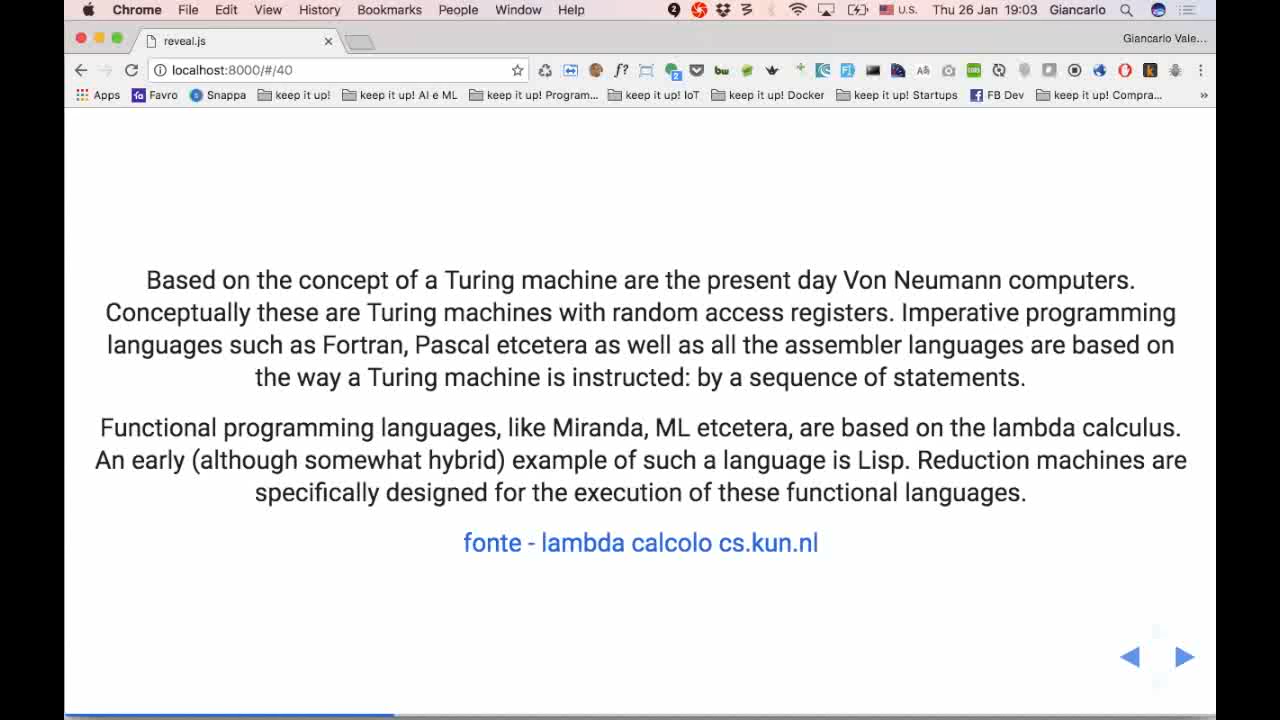 Chrome File Edit View History Bookmarks People Window Help U.S. Thu 26 Jan 19:03 Giancarlo
reveal.js Giancarlo Vale...
localhost:8000/#/40
Apps Favro Snappa keep it up! keep it up! AI e ML keep it up! Program... keep it up! IoT keep it up! Docker keep it up! Startups FB Dev keep it up! Compra... »
Based on the concept of a Turing machine are the present day Von Neumann computers.
Conceptually these are Turing machines with random access registers. Imperative programming
languages such as Fortran, Pascal etcetera as well as all the assembler languages are based on
the way a Turing machine is instructed: by a sequence of statements.
Functional programming languages, like Miranda, ML etcetera, are based on the lambda calculus.
An early (although somewhat hybrid) example of such a language is Lisp. Reduction machines are
specifically designed for the execution of these functional languages.
fonte - lambda calcolo cs.kun.nl